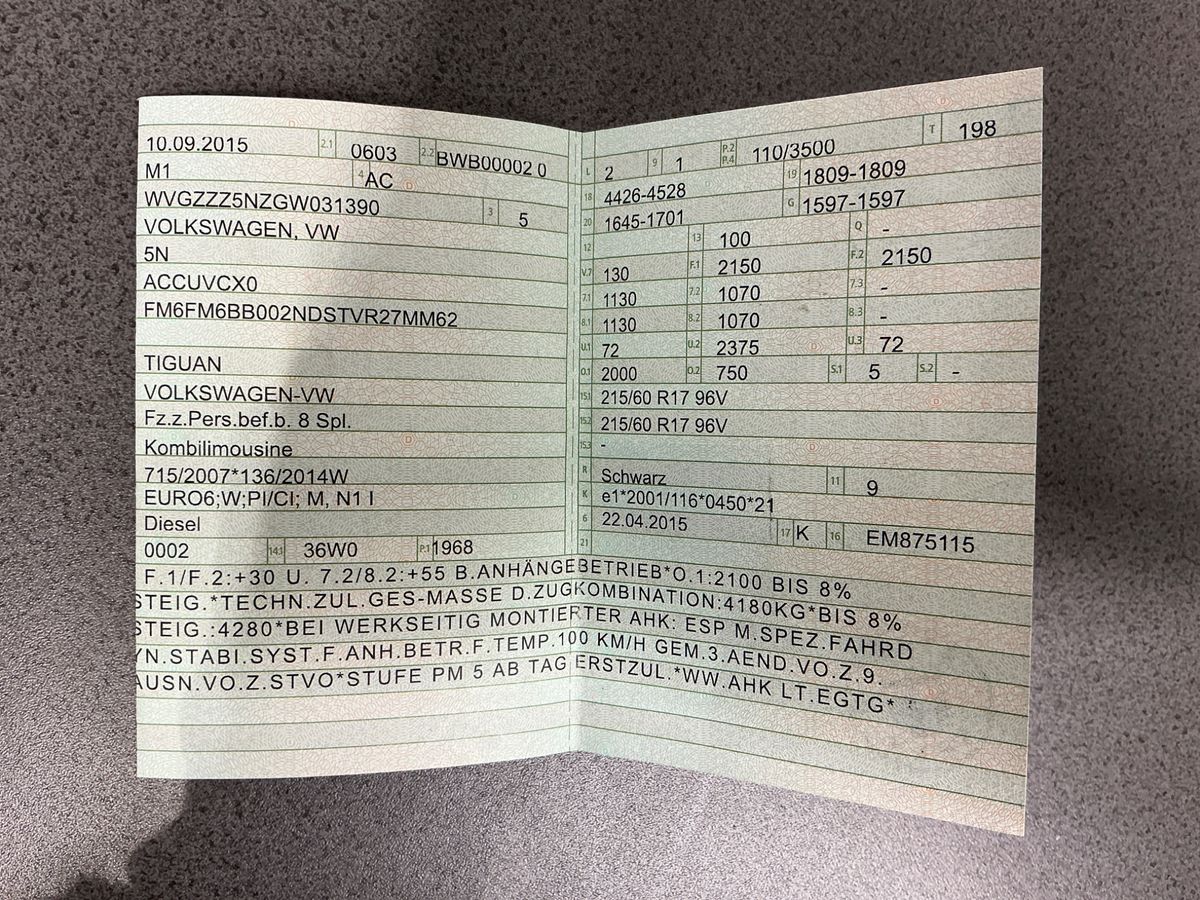 10.09.2015 2.1 0603 2.2 BWB00002 0
M1 4 AC
WVGZZZ5NZGW031390 3 5
VOLKSWAGEN, VW
5N
ACCUVCX0
FM6FM6BB002NDSTVR27MM62
TIGUAN
VOLKSWAGEN-VW
Fz.z.Pers.bef.b. 8 Spl.
Kombilimousine
715/2007*136/2014W
EURO6;W;PI/CI; M, N1 I
Diesel
0002 14.1 36W0 P.1 1968
L 2 9 1 P.2 P.4 110/3500 T 198
18 4426-4528 19 1809-1809
20 1645-1701 G 1597-1597
12 13 100 Q -
V.7 130 F.1 2150 F.2 2150
7.1 1130 7.2 1070 7.3 -
8.1 1130 8.2 1070 8.3 -
U.1 72 U.2 2375 U.3 72
O.1 2000 O.2 750 S.1 5 S.2 -
15.1 215/60 R17 96V
15.2 215/60 R17 96V
15.3 -
R Schwarz 11 9
K e1*2001/116*0450*21
6 22.04.2015 17 K 16 EM875115
21
F.1/F.2:+30 U. 7.2/8.2:+55 B.ANHÄNGEBETRIEB*O.1:2100 BIS 8%
STEIG.*TECHN.ZUL.GES-MASSE D.ZUGKOMBINATION:4180KG*BIS 8%
STEIG.:4280*BEI WERKSEITIG MONTIERTER AHK: ESP M.SPEZ.FAHRD
YN.STABI.SYST.F.ANH.BETR.F.TEMP.100 KM/H GEM.3.AEND.VO.Z.9.
AUSN.VO.Z.STVO*STUFE PM 5 AB TAG ERSTZUL.*WW.AHK LT.EGTG*